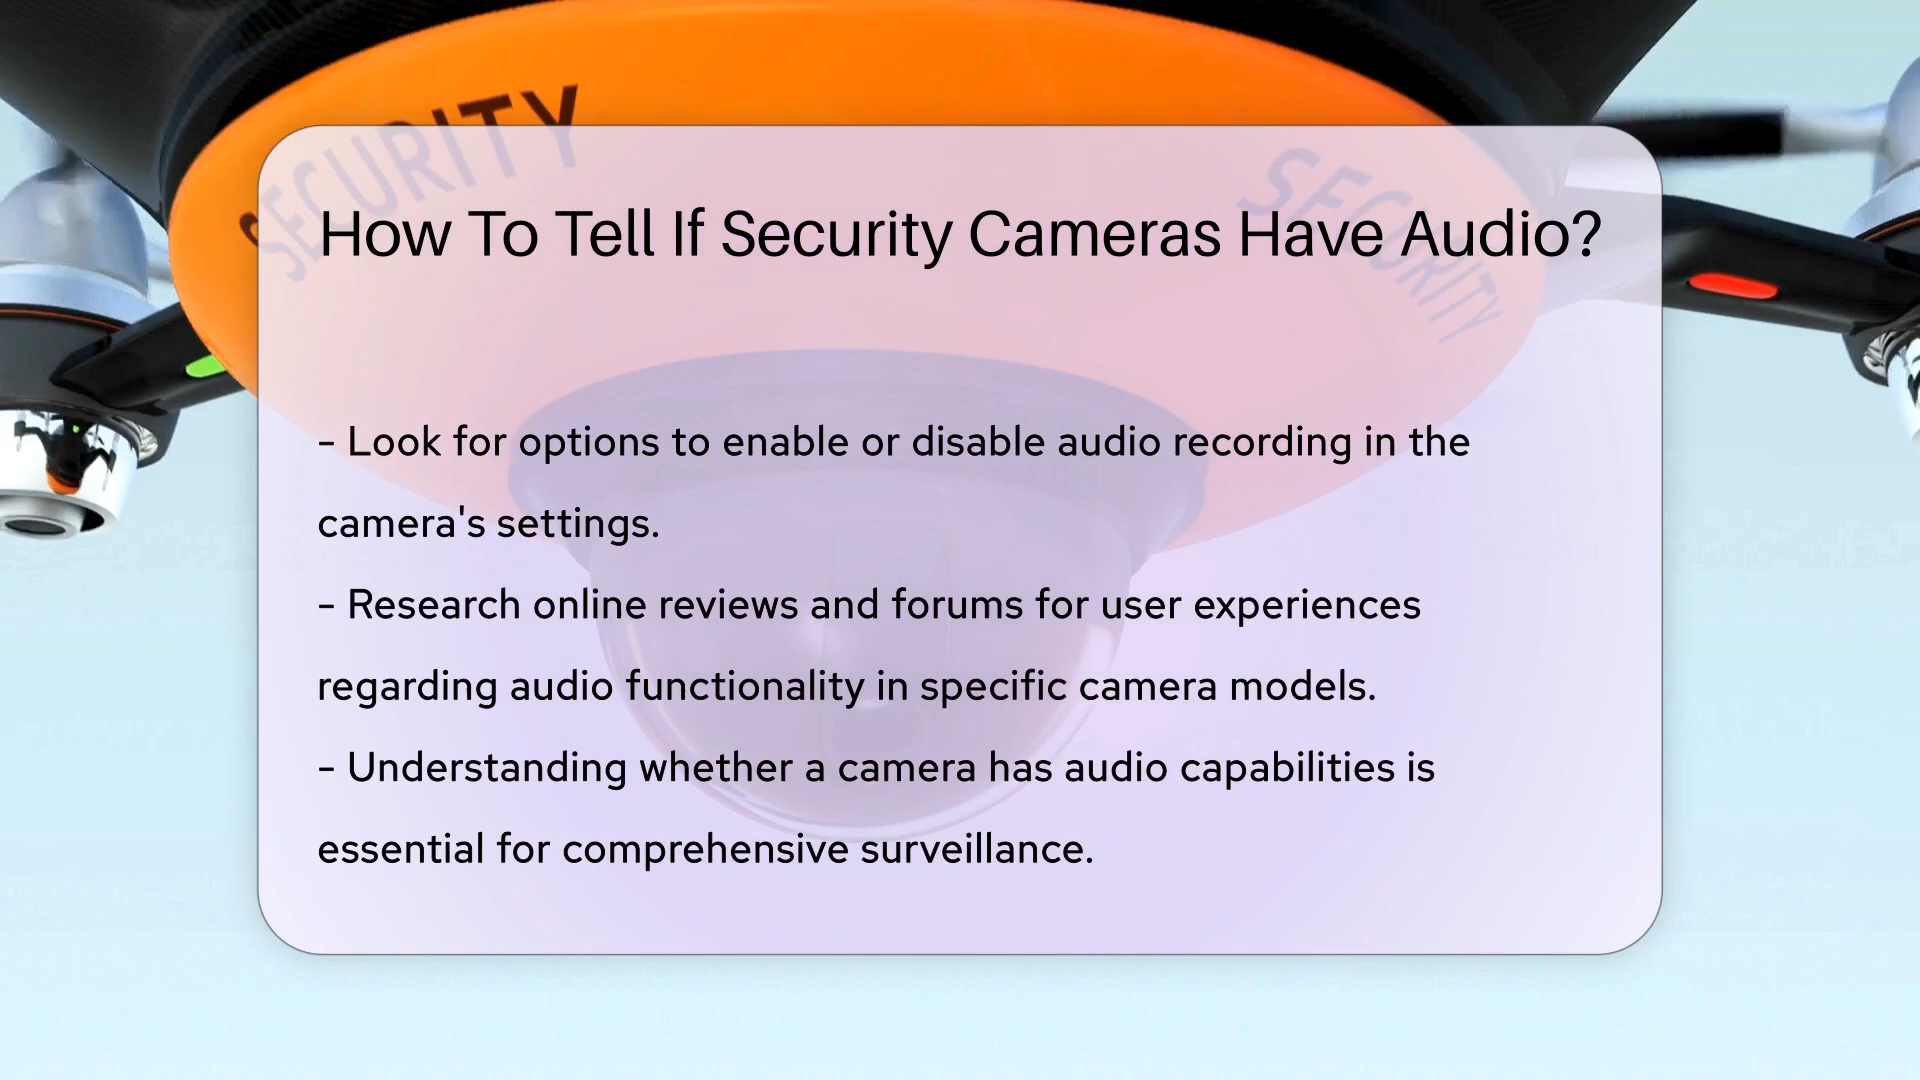 SECURITY
SECURITY
How To Tell If Security Cameras Have Audio?
- Look for options to enable or disable audio recording in the
camera's settings.
- Research online reviews and forums for user experiences
regarding audio functionality in specific camera models.
- Understanding whether a camera has audio capabilities is
essential for comprehensive surveillance.